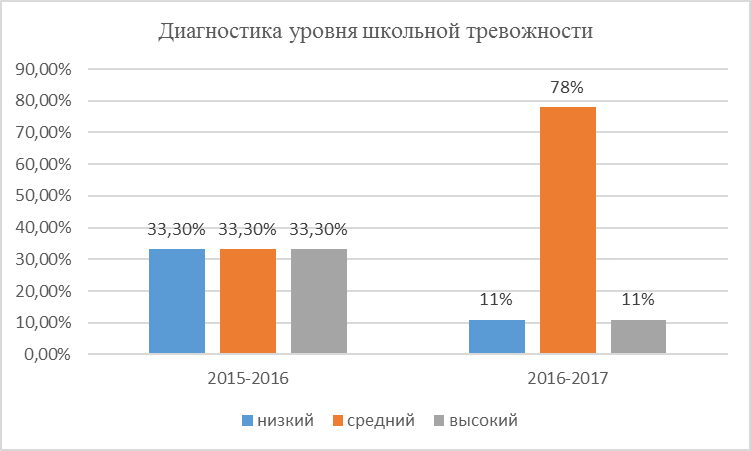 Диагностика уровня школьной тревожности
90,00%
80,00%
70,00%
60,00%
50,00%
40,00%
30,00%
20,00%
10,00%
0,00%
33,30% 33,30% 33,30%
11% 78% 11%
2015-2016 2016-2017
низкий средний высокий